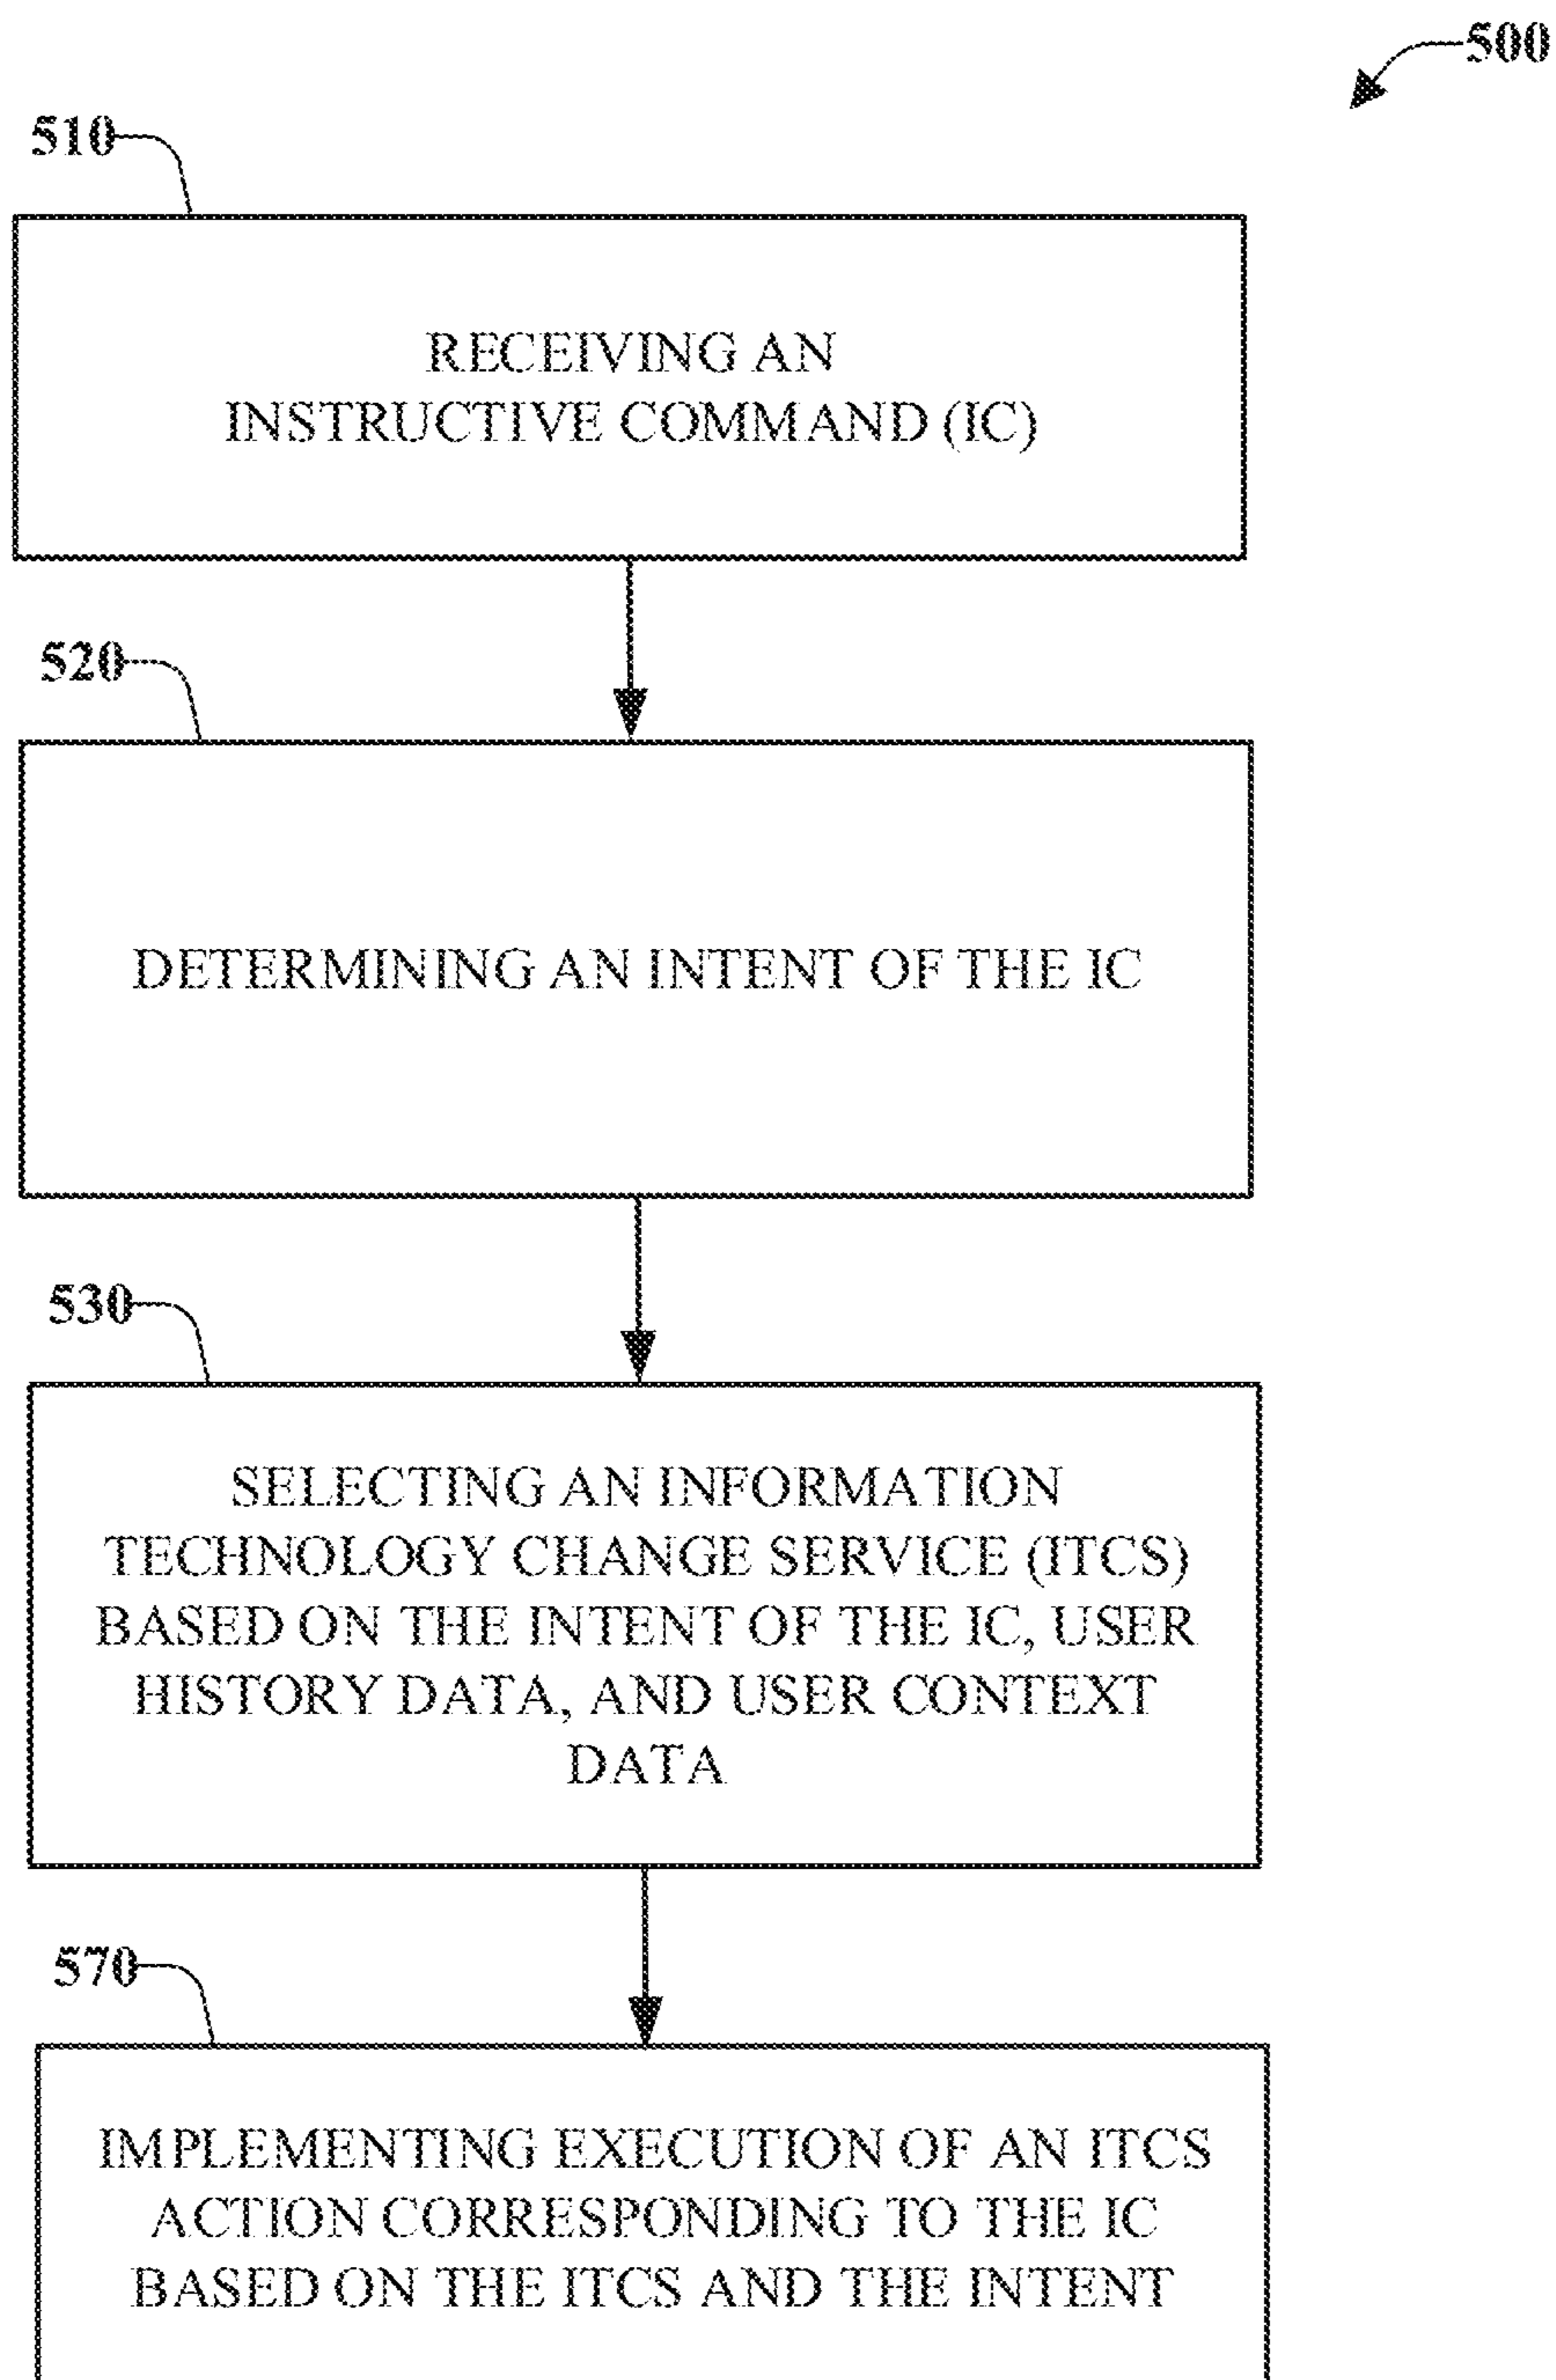 500
510
RECEIVING AN
INSTRUCTIVE COMMAND (IC)
520
DETERMINING AN INTENT OF THE IC
530
SELECTING AN INFORMATION
TECHNOLOGY CHANGE SERVICE (ITCS)
BASED ON THE INTENT OF THE IC, USER
HISTORY DATA, AND USER CONTEXT
DATA
570
IMPLEMENTING EXECUTION OF AN ITCS
ACTION CORRESPONDING TO THE IC
BASED ON THE ITCS AND THE INTENT